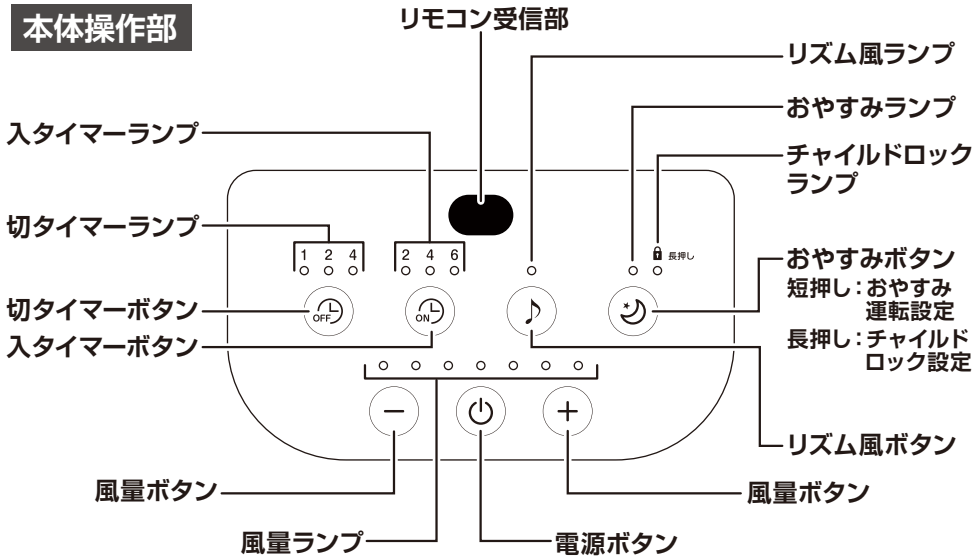 本体操作部
リモコン受信部
リズム風ランプ
おやすみランプ
入タイマーランプ
チャイルドロック
ランプ
切タイマーランプ
1 2 4
2 4 6
長押し
おやすみボタン
短押し：おやすみ
運転設定
長押し：チャイルド
ロック設定
切タイマーボタン
OFF
ON
入タイマーボタン
リズム風ボタン
風量ボタン
風量ボタン
風量ランプ
電源ボタン